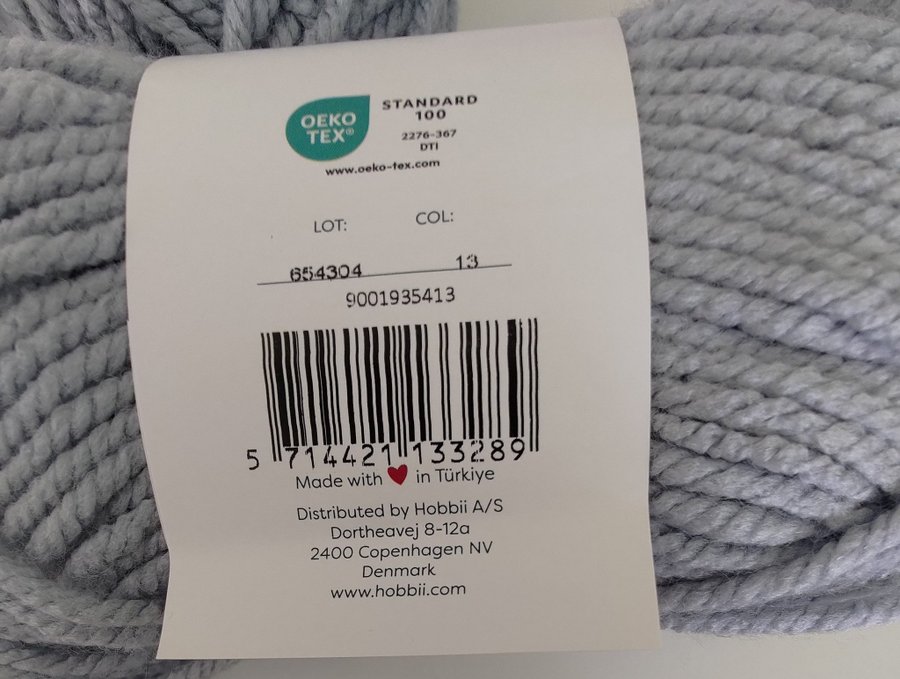 OEKO
TEX®
STANDARD
100
2276-367
DTI
www.oeko-tex.com
LOT: COL:
654304 13
9001935413
5 714421 133289
Made with ❤ in Türkiye
Distributed by Hobbii A/S
Dortheavej 8-12a
2400 Copenhagen NV
Denmark
www.hobbii.com